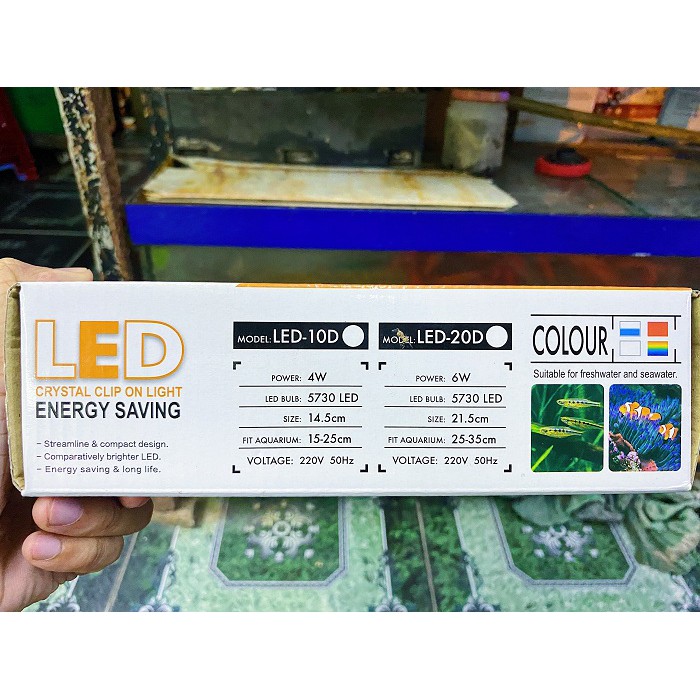 LED
CRYSTAL CLIP ON LIGHT
ENERGY SAVING
- Streamline & compact design.
- Comparatively brighter LED.
- Energy saving & long life.
MODEL: LED-10D
POWER: 4W
LED BULB: 5730 LED
SIZE: 14.5cm
FIT AQUARIUM: 15-25cm
VOLTAGE: 220V 50Hz
MODEL: LED-20D
POWER: 6W
LED BULB: 5730 LED
SIZE: 21.5cm
FIT AQUARIUM: 25-35cm
VOLTAGE: 220V 50Hz
COLOUR
Suitable for freshwater and seawater.